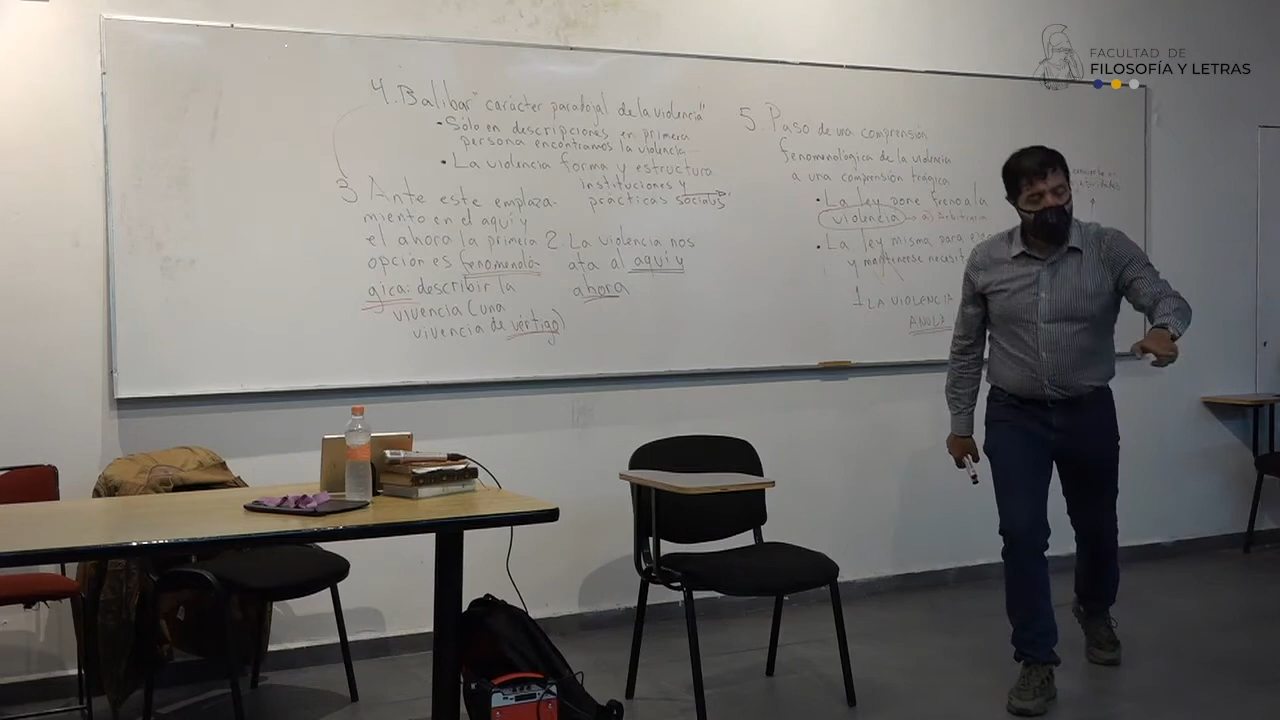 4. Balibar "carácter paradojal de la violencia"
• Sólo en descripciones en primera
persona encontramos la violencia
• La violencia forma y estructura
instituciones y
prácticas sociales
3 Ante este emplaza-
miento en el aquí y
el ahora la primera
opción es fenomenoló-
gica: describir la
vivencia (una
vivencia de vértigo)
2. La violencia nos
ata al aquí y
ahora
5. Paso de una comprensión
fenomenológica de la violencia
a una comprensión trágica
• La ley pone freno a la
violencia
• La ley misma para
y mantenerse
1 LA VIOLENCIA
FACULTAD DE
FILOSOFÍA Y LETRAS